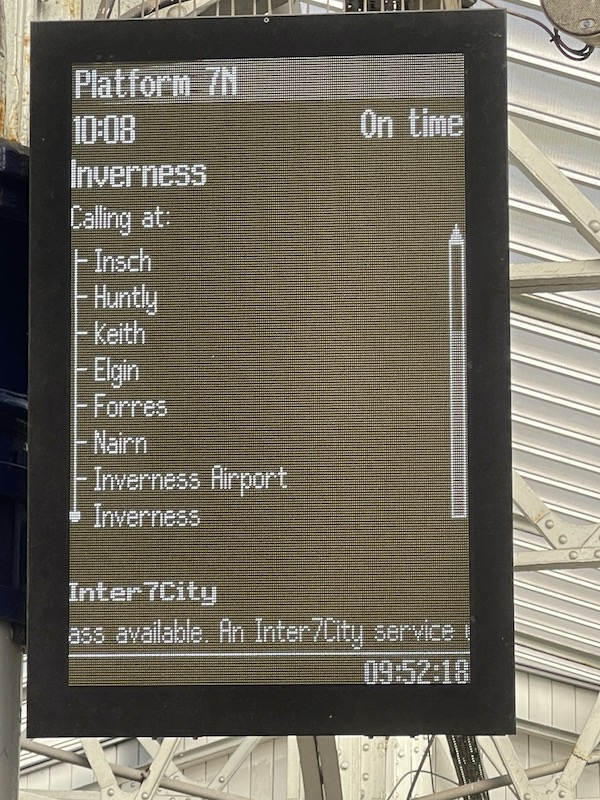 Platform 7N
10:08 On time
Inverness
Calling at:
Insch
Huntly
Keith
Elgin
Forres
Nairn
Inverness Airport
Inverness
Inter7City
ass available. An Inter7City service
09:52:18